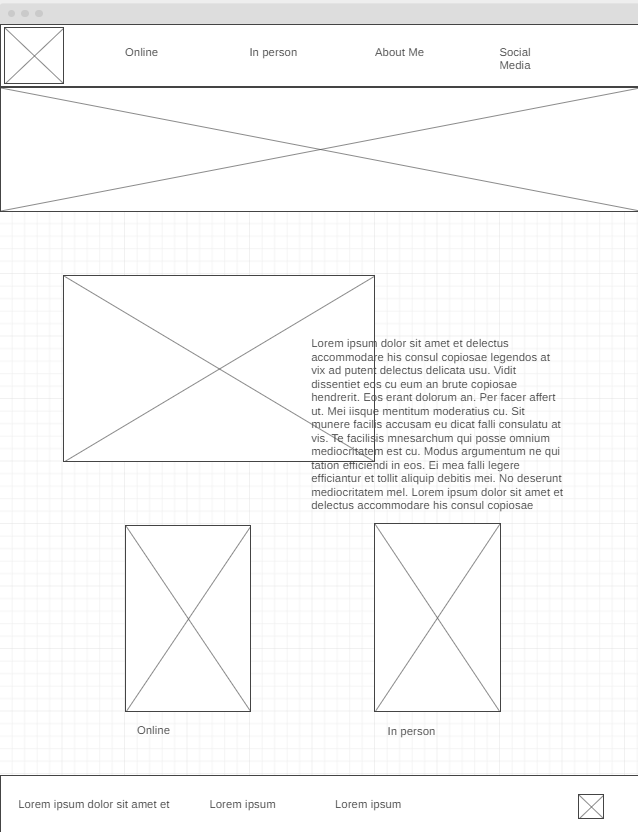 Online
In person
About Me
Social
Media
Lorem ipsum dolor sit amet et delectus
accommodare his consul copiosae legendos at
vix ad putent delectus delicata usu. Vidit
dissentiet eos cu eum an brute copiosae
hendrerit. Eos erant dolorum an. Per facer affert
ut. Mei iisque mentitum moderatius cu. Sit
munere facilis accusam eu dicat falli consulatu at
vis. Te facilisis mnesarchum qui posse omnium
mediocritatem est cu. Modus argumentum ne qui
tation efficiendi in eos. Ei mea falli legere
efficiantur et tollit aliquip debitis mei. No deserunt
mediocritatem mel. Lorem ipsum dolor sit amet et
delectus accommodare his consul copiosae
Online
In person
Lorem ipsum dolor sit amet et
Lorem ipsum
Lorem ipsum